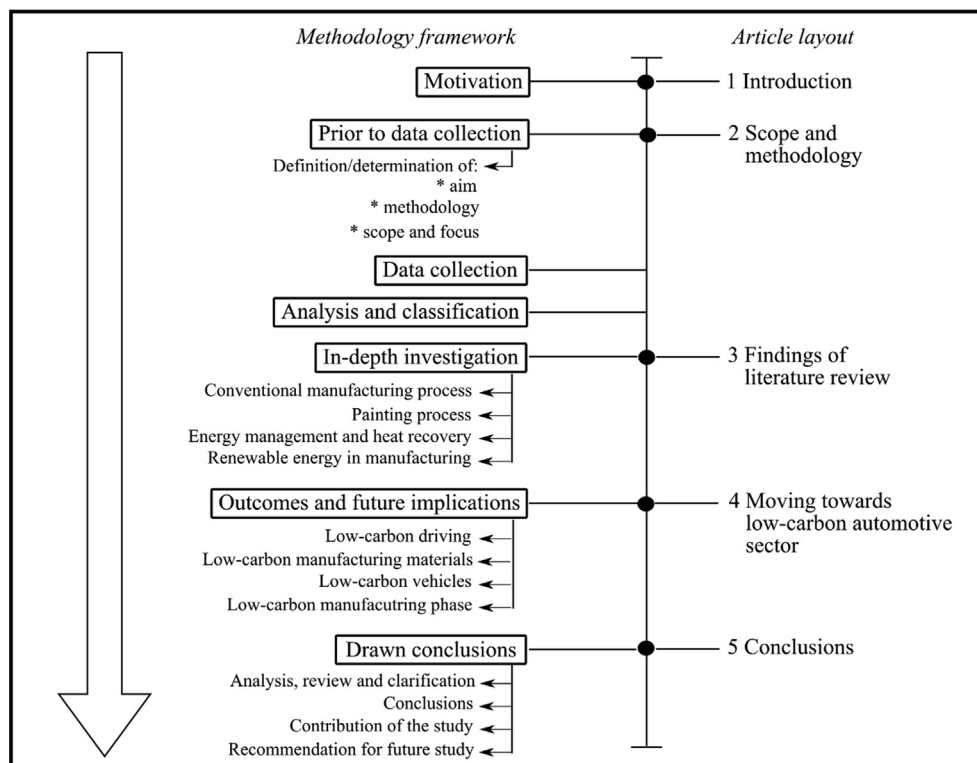 Methodology framework
Article layout
Motivation
1 Introduction
Prior to data collection
2 Scope and
methodology
Definition/determination of:
* aim
* methodology
* scope and focus
Data collection
Analysis and classification
In-depth investigation
3 Findings of
literature review
Conventional manufacturing process
Painting process
Energy management and heat recovery
Renewable energy in manufacturing
Outcomes and future implications
4 Moving towards
low-carbon automotive
sector
Low-carbon driving
Low-carbon manufacturing materials
Low-carbon vehicles
Low-carbon manufacutring phase
Drawn conclusions
5 Conclusions
Analysis, review and clarification
Conclusions
Contribution of the study
Recommendation for future study